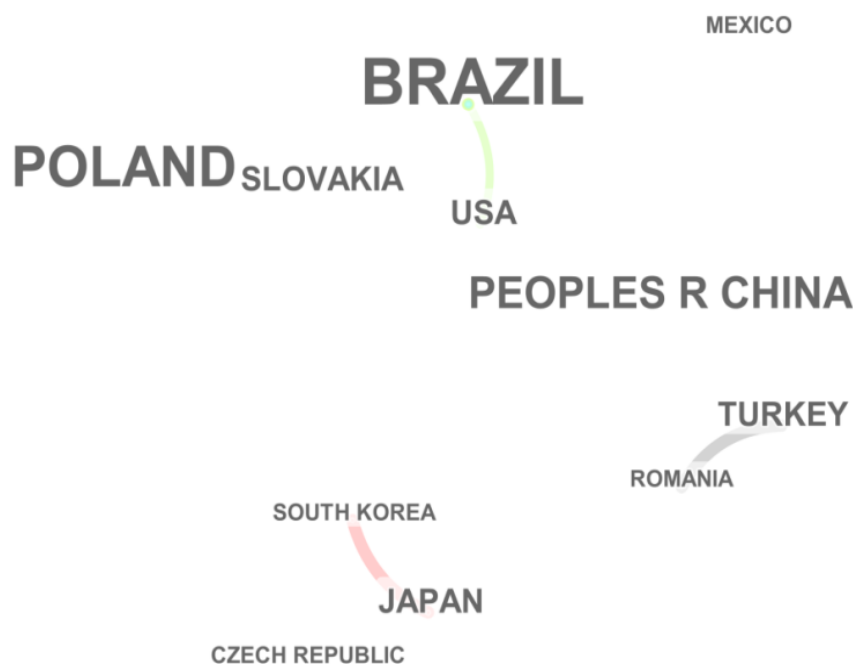 MEXICO
BRAZIL
POLAND
SLOVAKIA
USA
PEOPLES R CHINA
TURKEY
ROMANIA
SOUTH KOREA
JAPAN
CZECH REPUBLIC